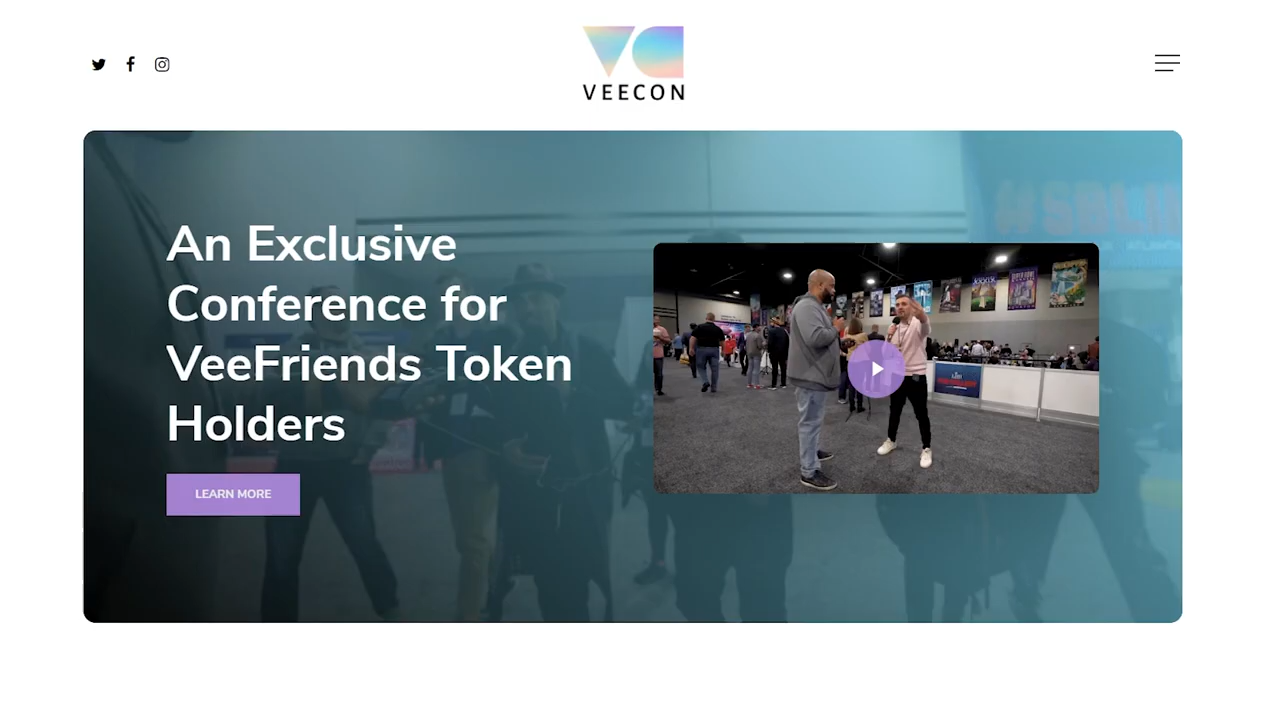 VEECON
An Exclusive
Conference for
VeeFriends Token
Holders
LEARN MORE